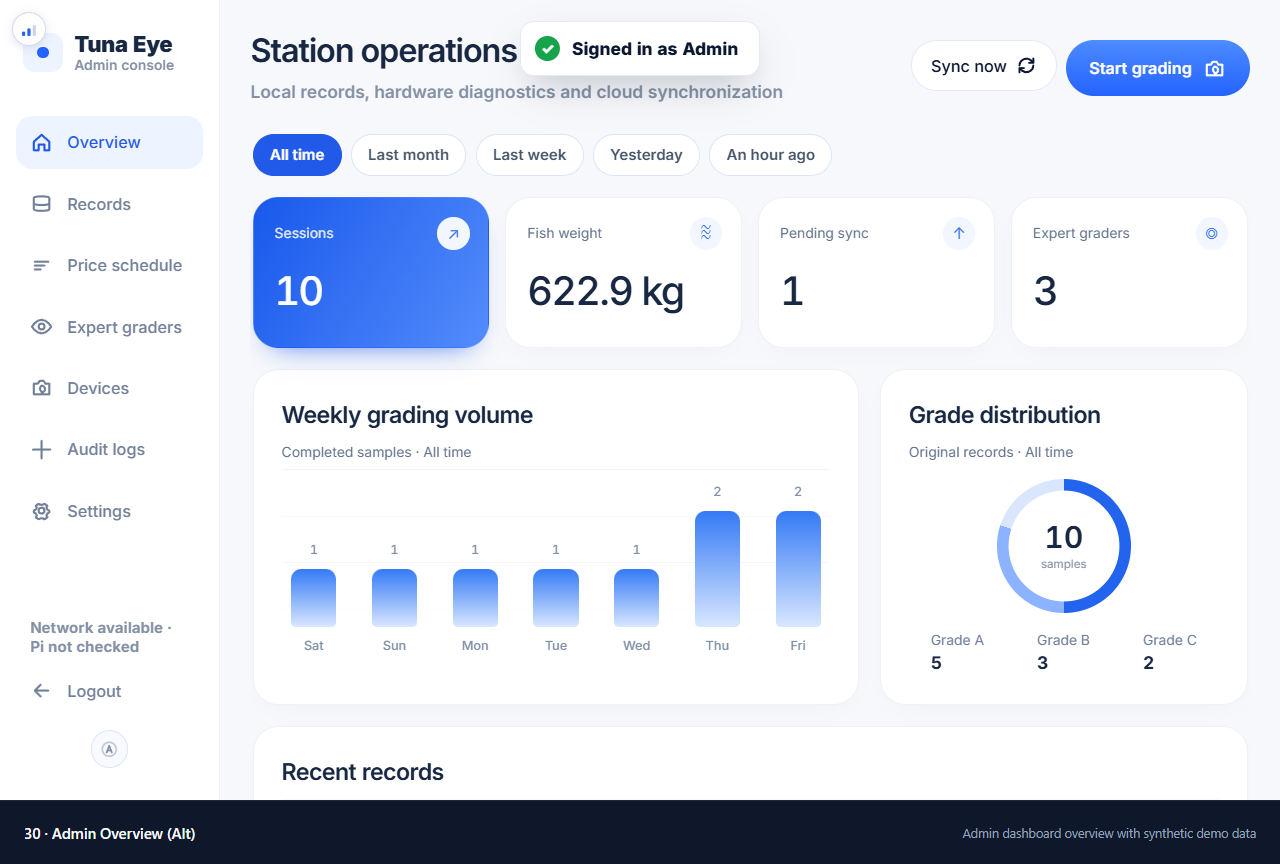 Tuna Eye
Admin console
Overview
Records
Price schedule
Expert graders
Devices
Audit logs
Settings
Network available ·
Pi not checked
Logout
A
Station operations
Signed in as Admin
Local records, hardware diagnostics and cloud synchronization
Sync now
Start grading
All time
Last month
Last week
Yesterday
An hour ago
Sessions
10
Fish weight
622.9 kg
Pending sync
1
Expert graders
3
Weekly grading volume
Completed samples · All time
1 1 1 1 1 2 2
Sat Sun Mon Tue Wed Thu Fri
Grade distribution
Original records · All time
10
samples
Grade A Grade B Grade C
5 3 2
Recent records
30 · Admin Overview (Alt)
Admin dashboard overview with synthetic demo data